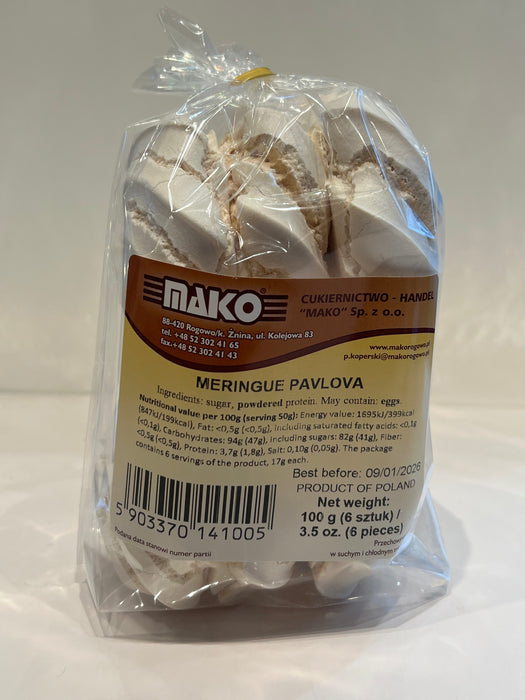 MAKO®
CUKIERNICTWO - HANDEL
"MAKO" Sp. z o.o.
88-420 Rogowo/k. Żnina, ul. Kolejowa 83
tel. +48 52 302 41 65
fax.+48 52 302 41 43
www.makorogowo.pl
p.koperski@makorogowo.pl
MERINGUE PAVLOVA
Ingredients: sugar, powdered protein. May contain: eggs.
Nutritional value per 100g (serving 50g): Energy value: 1695kJ/399kcal
(847kJ/199kcal), Fat: <0,5g (<0,5g), Including saturated fatty acids: <0,1g
(<0,1g), Carbohydrates: 94g (47g), Including sugars: 82g (41g), Fiber:
<0,5g (<0,5g), Protein: 3,7g (1,8g), Salt: 0,10g (0,05g). The package
contains 6 servings of the product, 17g each.
Best before: 09/01/2026
PRODUCT OF POLAND
Net weight:
100 g (6 sztuk) /
3.5 oz. (6 pieces)
5 903370 141005
Podana data stanowi numer partii
w suchym i chłodnym